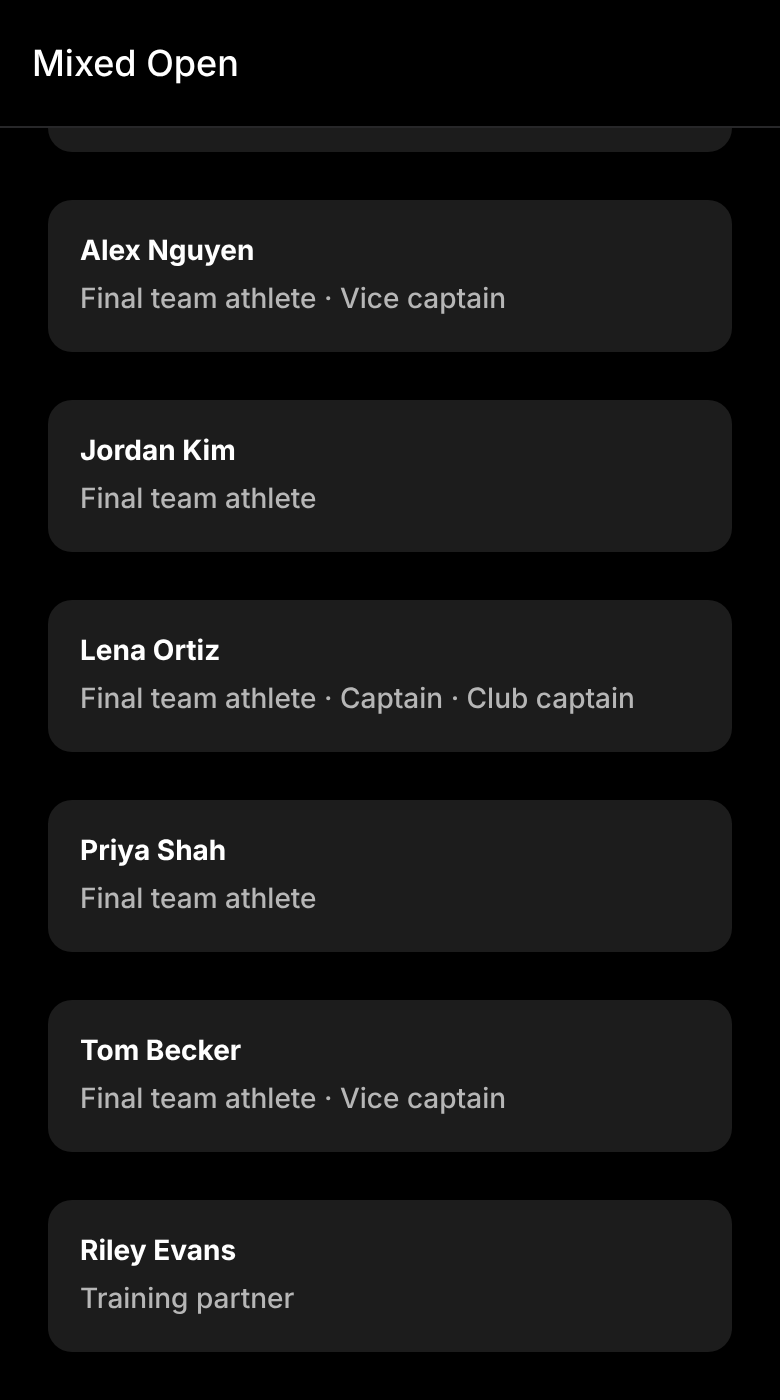 Mixed Open
Alex Nguyen
Final team athlete · Vice captain
Jordan Kim
Final team athlete
Lena Ortiz
Final team athlete · Captain · Club captain
Priya Shah
Final team athlete
Tom Becker
Final team athlete · Vice captain
Riley Evans
Training partner